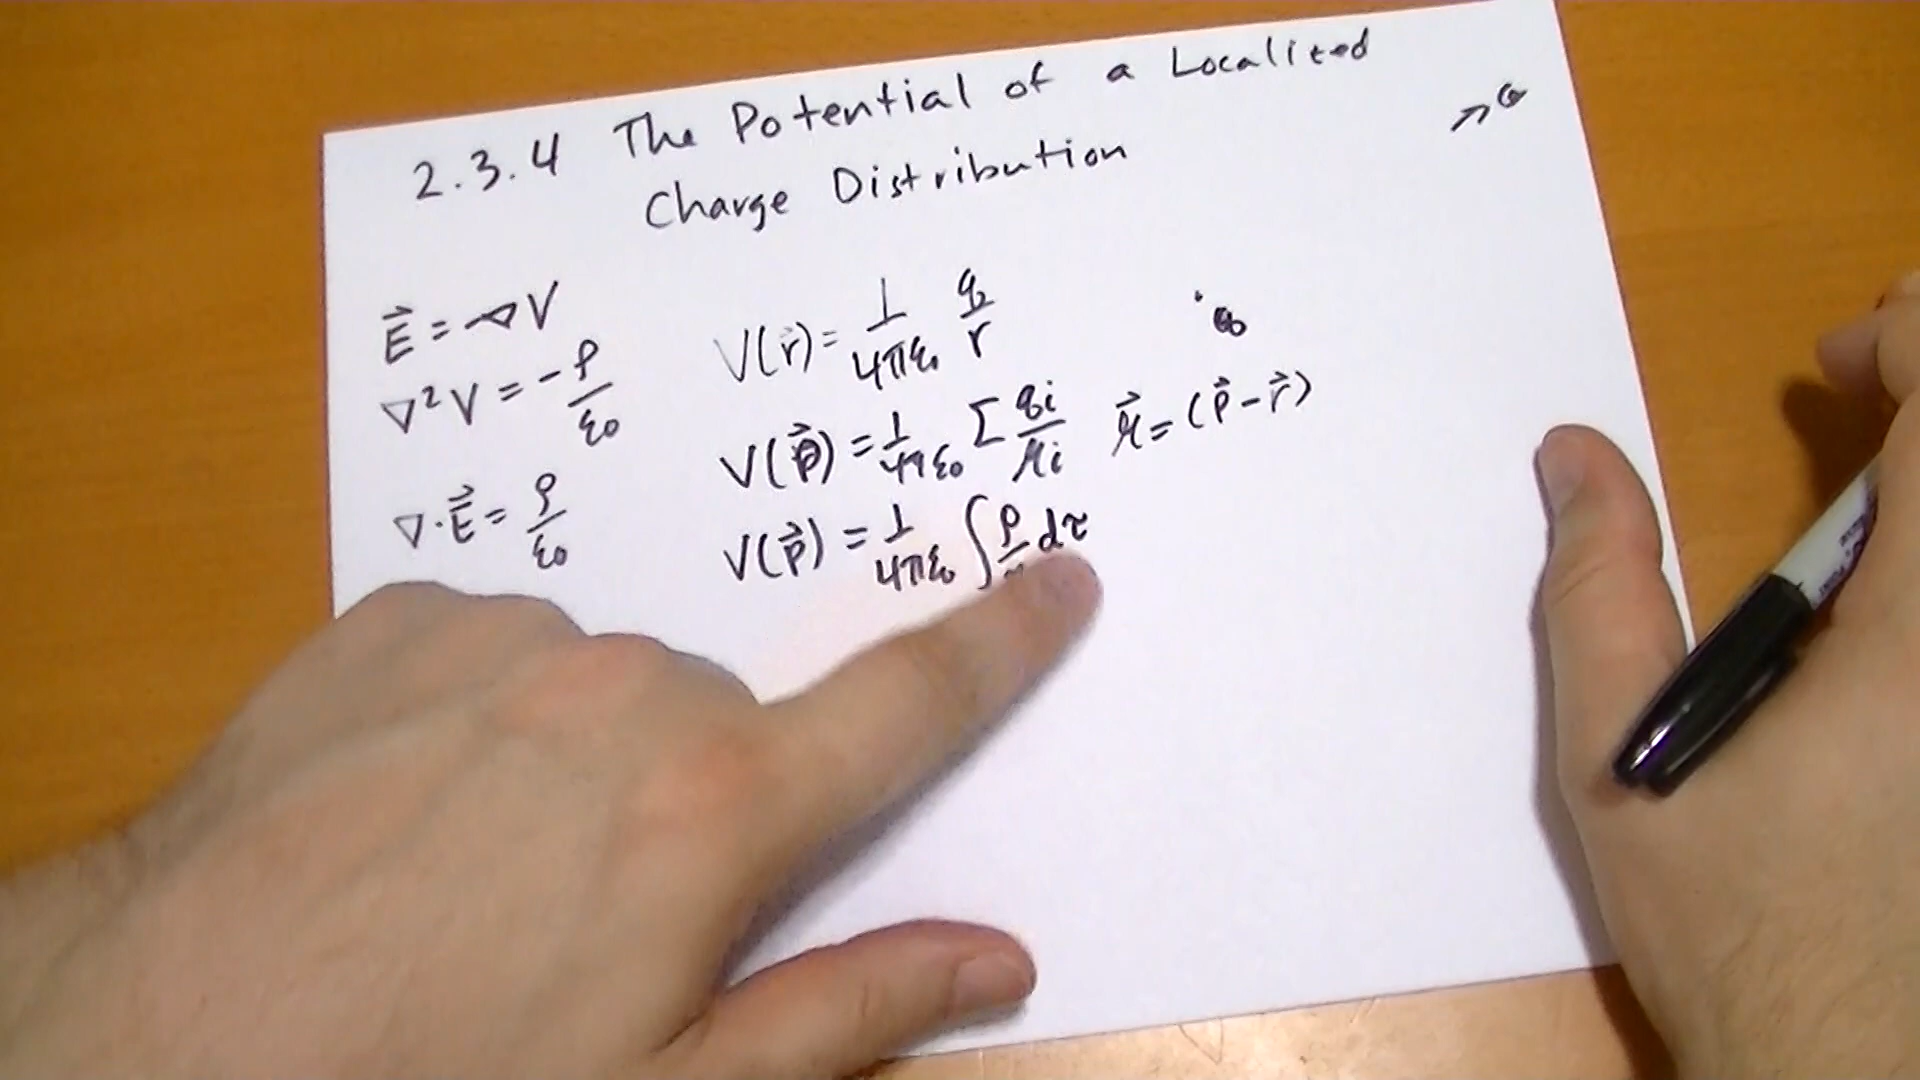 2.3.4 The Potential of a Localized
Charge Distribution
E⃗ = -∇V
∇²V = -ρ/ε₀
∇·E⃗ = ρ/ε₀
V(r⃗) = 1/4πε₀ q/r
V(p⃗) = 1/4πε₀ Σ qi/𝓇i 𝓇⃗ = (p⃗ - r⃗)
V(p⃗) = 1/4πε₀ ∫ ρ/ dτ